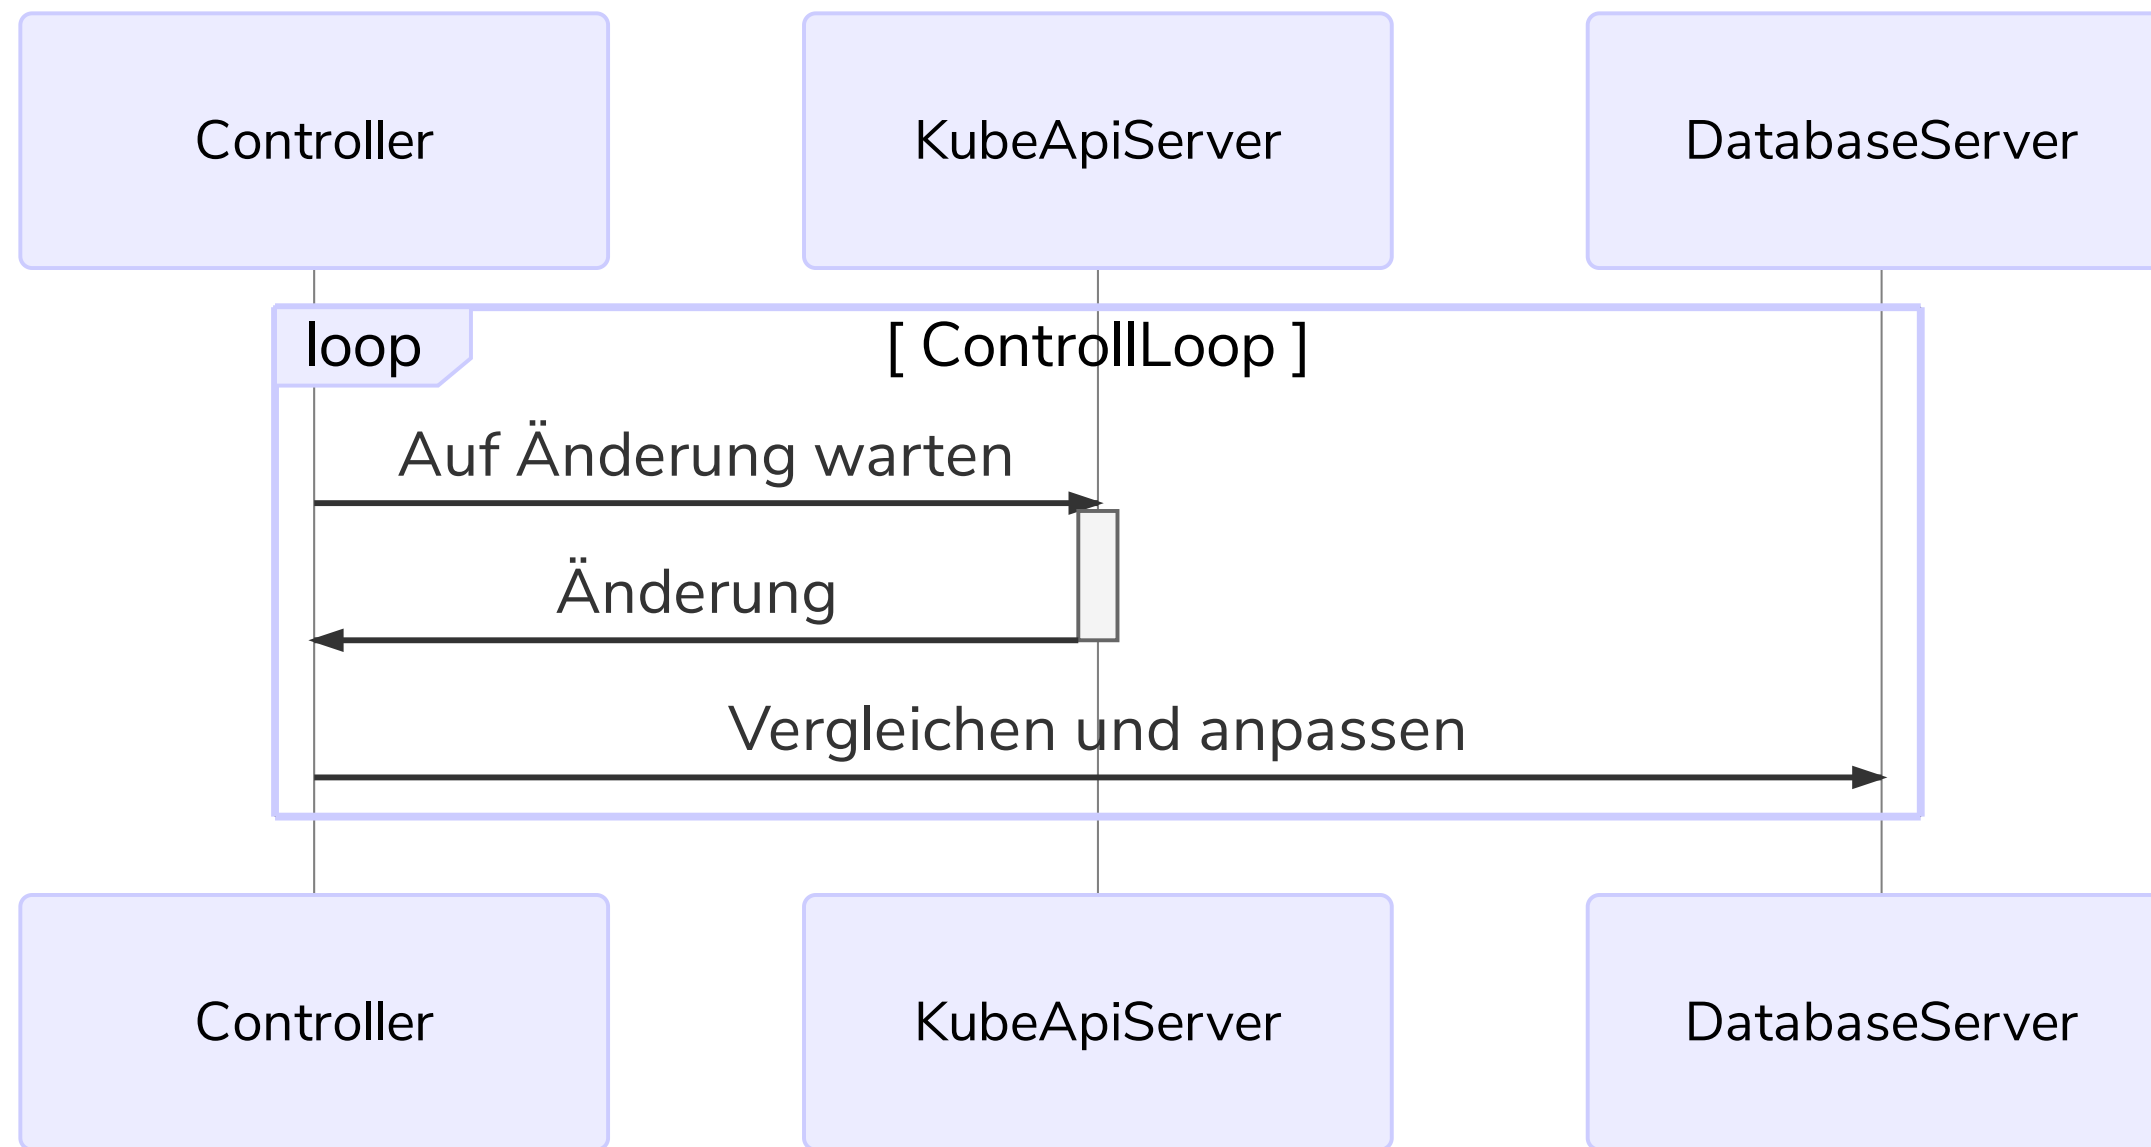 Controller
KubeApiServer
DatabaseServer
loop
[ ControllLoop ]
Auf Änderung warten
Änderung
Vergleichen und anpassen
Controller
KubeApiServer
DatabaseServer